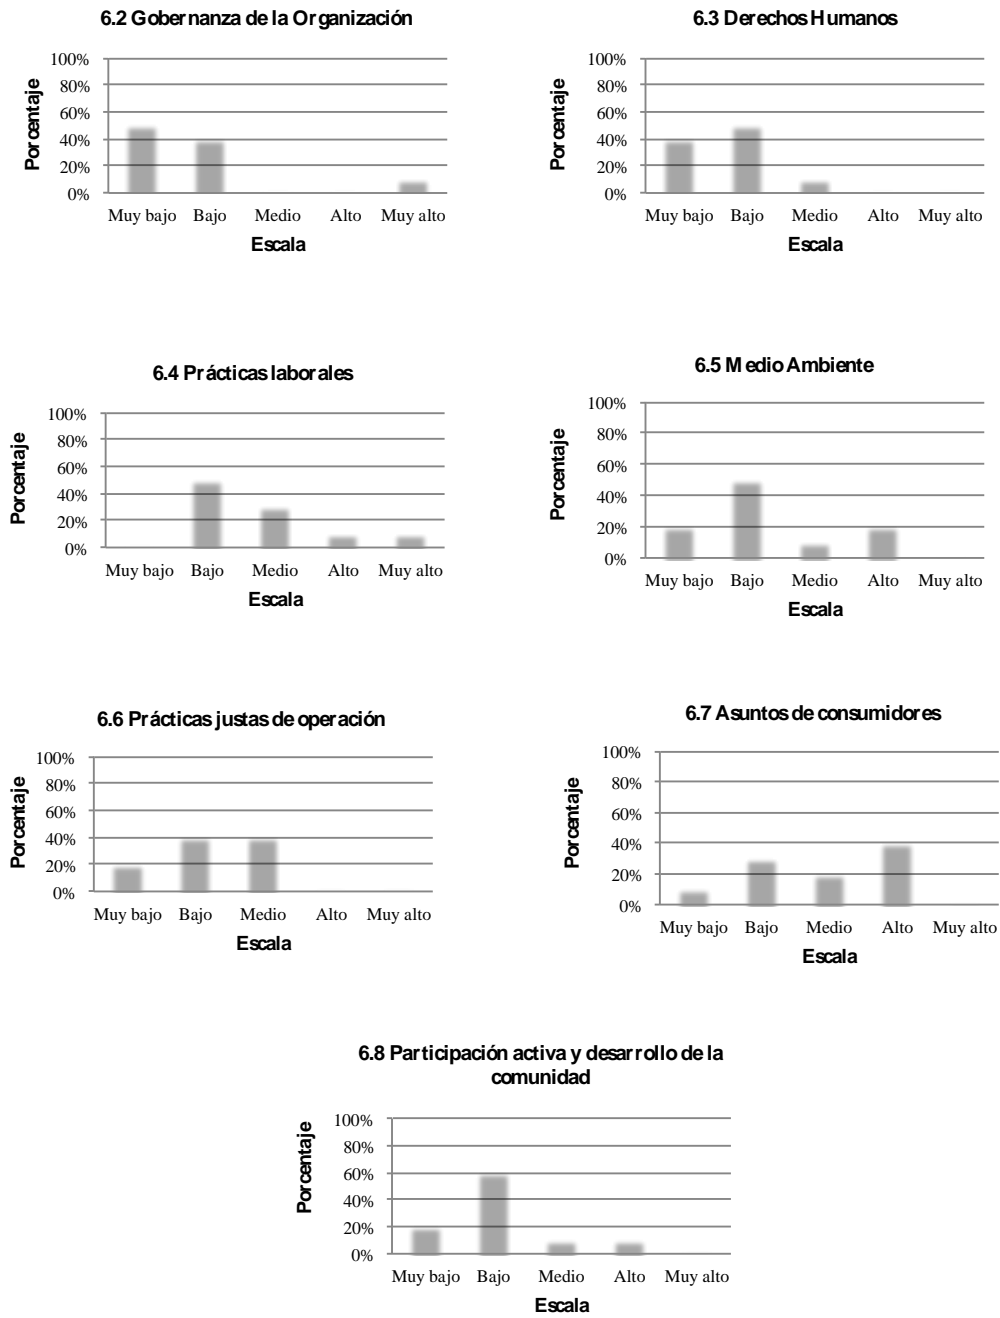 6.2 Gobernanza de la Organización
100%
80%
60%
40%
20%
0%
Porcentaje
Muy bajo Bajo Medio Alto Muy alto
Escala
6.3 Derechos Humanos
100%
80%
60%
40%
20%
0%
Porcentaje
Muy bajo Bajo Medio Alto Muy alto
Escala
6.4 Prácticas laborales
100%
80%
60%
40%
20%
0%
Porcentaje
Muy bajo Bajo Medio Alto Muy alto
Escala
6.5 Medio Ambiente
100%
80%
60%
40%
20%
0%
Porcentaje
Muy bajo Bajo Medio Alto Muy alto
Escala
6.6 Prácticas justas de operación
100%
80%
60%
40%
20%
0%
Porcentaje
Muy bajo Bajo Medio Alto Muy alto
Escala
6.7 Asuntos de consumidores
100%
80%
60%
40%
20%
0%
Porcentaje
Muy bajo Bajo Medio Alto Muy alto
Escala
6.8 Participación activa y desarrollo de la
comunidad
100%
80%
60%
40%
20%
0%
Porcentaje
Muy bajo Bajo Medio Alto Muy alto
Escala